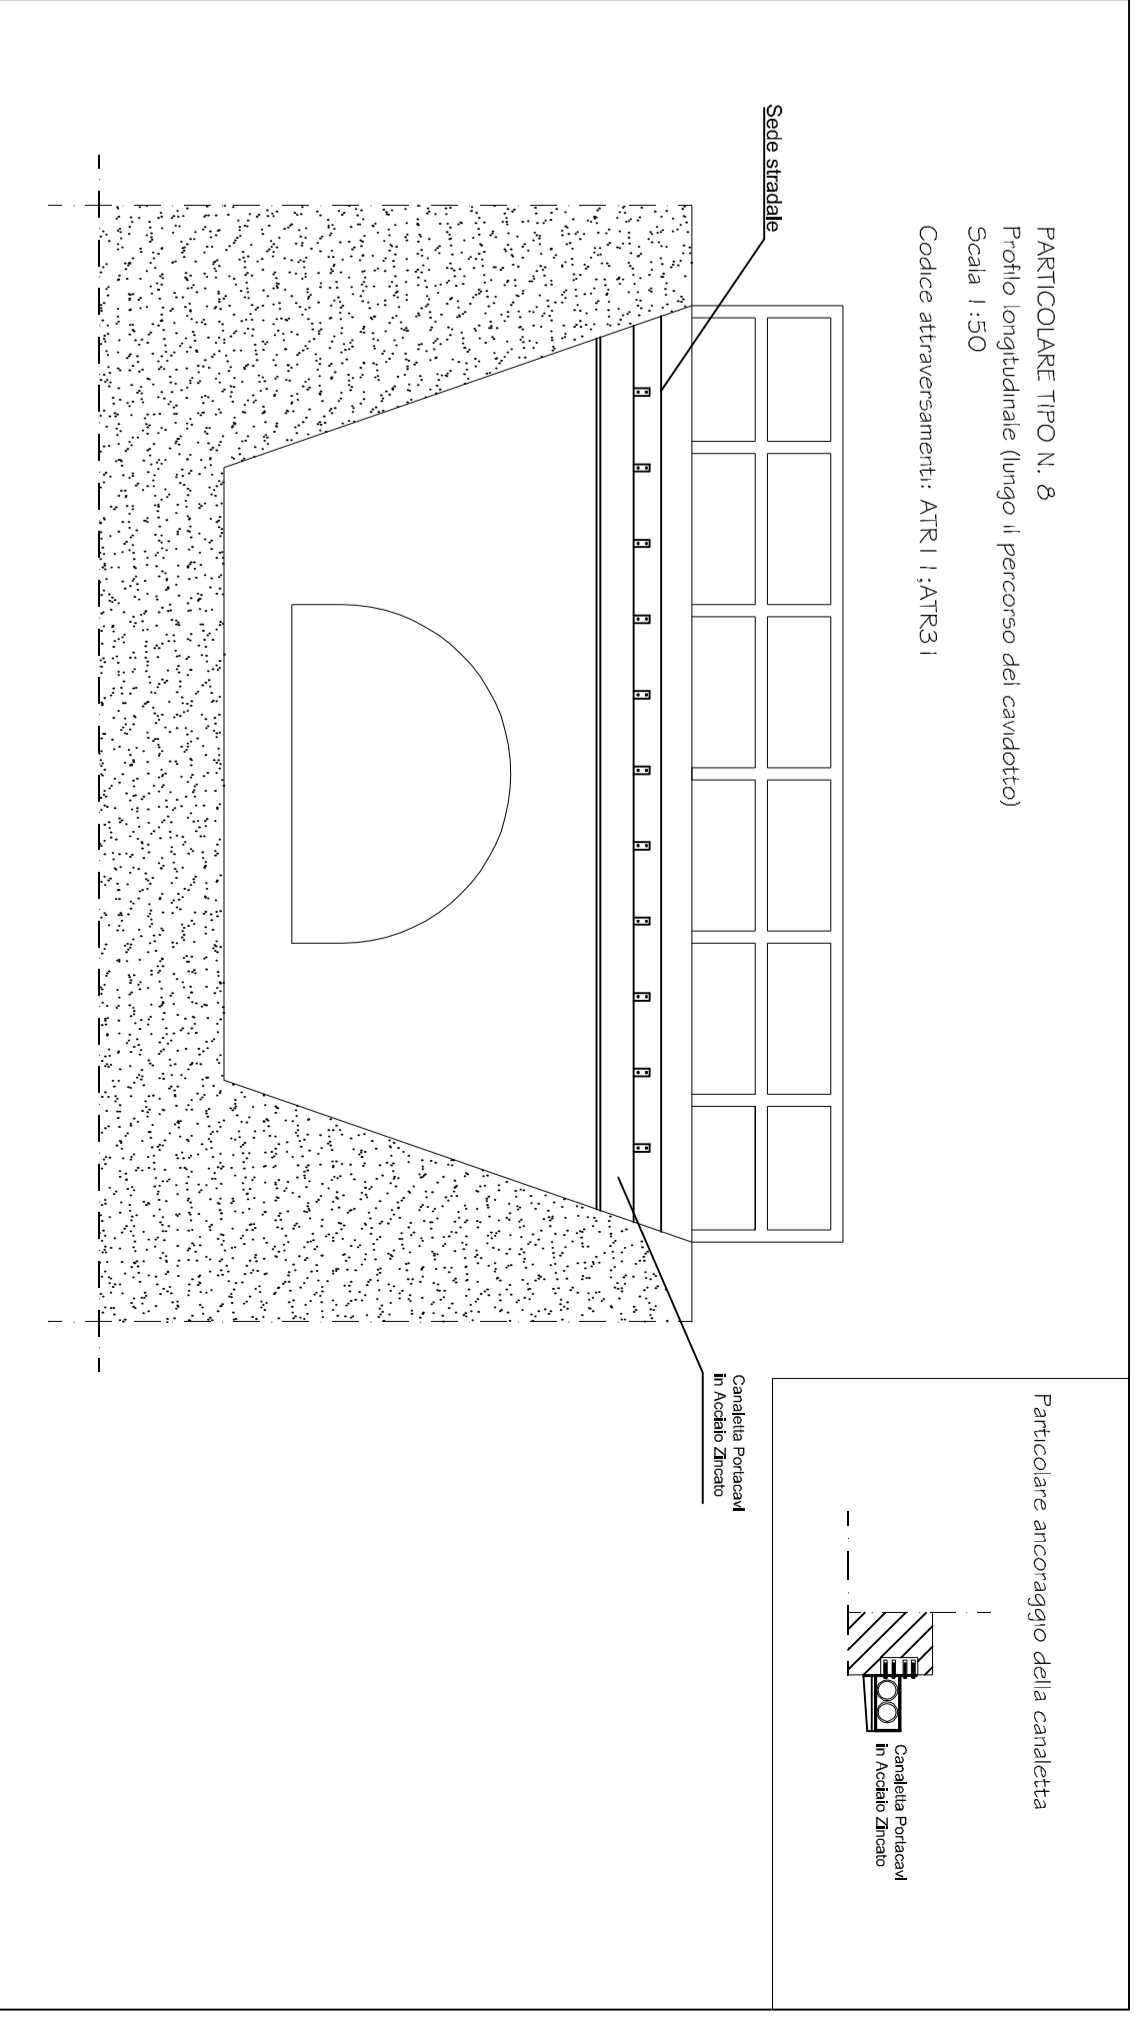 PARTICOLARE TIPO N. 8
Profilo longitudinale (lungo il percorso del cavidotto)
Scala 1:50
Codice attraversamenti: ATR11;ATR31
Sede stradale
Canaletta Portacavi
in Acciaio Zincato
Particolare ancoraggio della canaletta
Canaletta Portacavi
in Acciaio Zincato